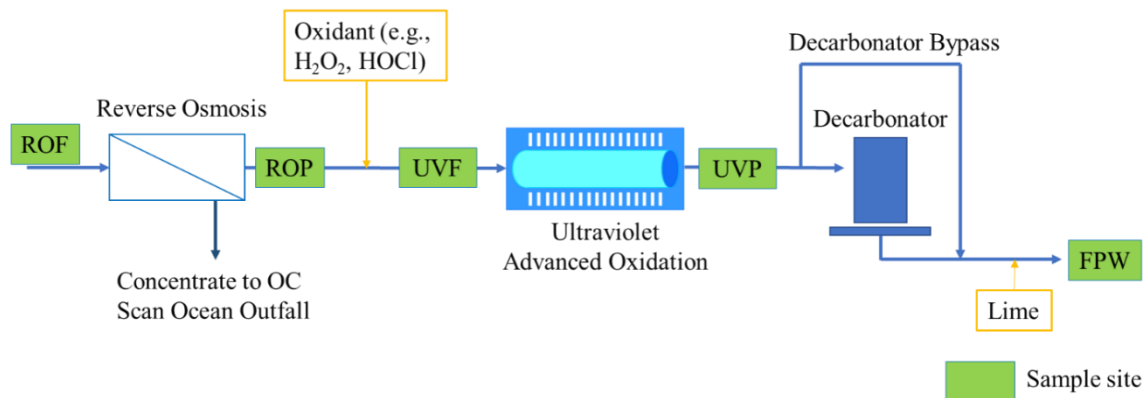 Oxidant (e.g.,
H₂O₂, HOCl)
Decarbonator Bypass
Reverse Osmosis
Decarbonator
ROF
ROP
UVF
UVP
Ultraviolet
Advanced Oxidation
Concentrate to OC
Scan Ocean Outfall
FPW
Lime
Sample site